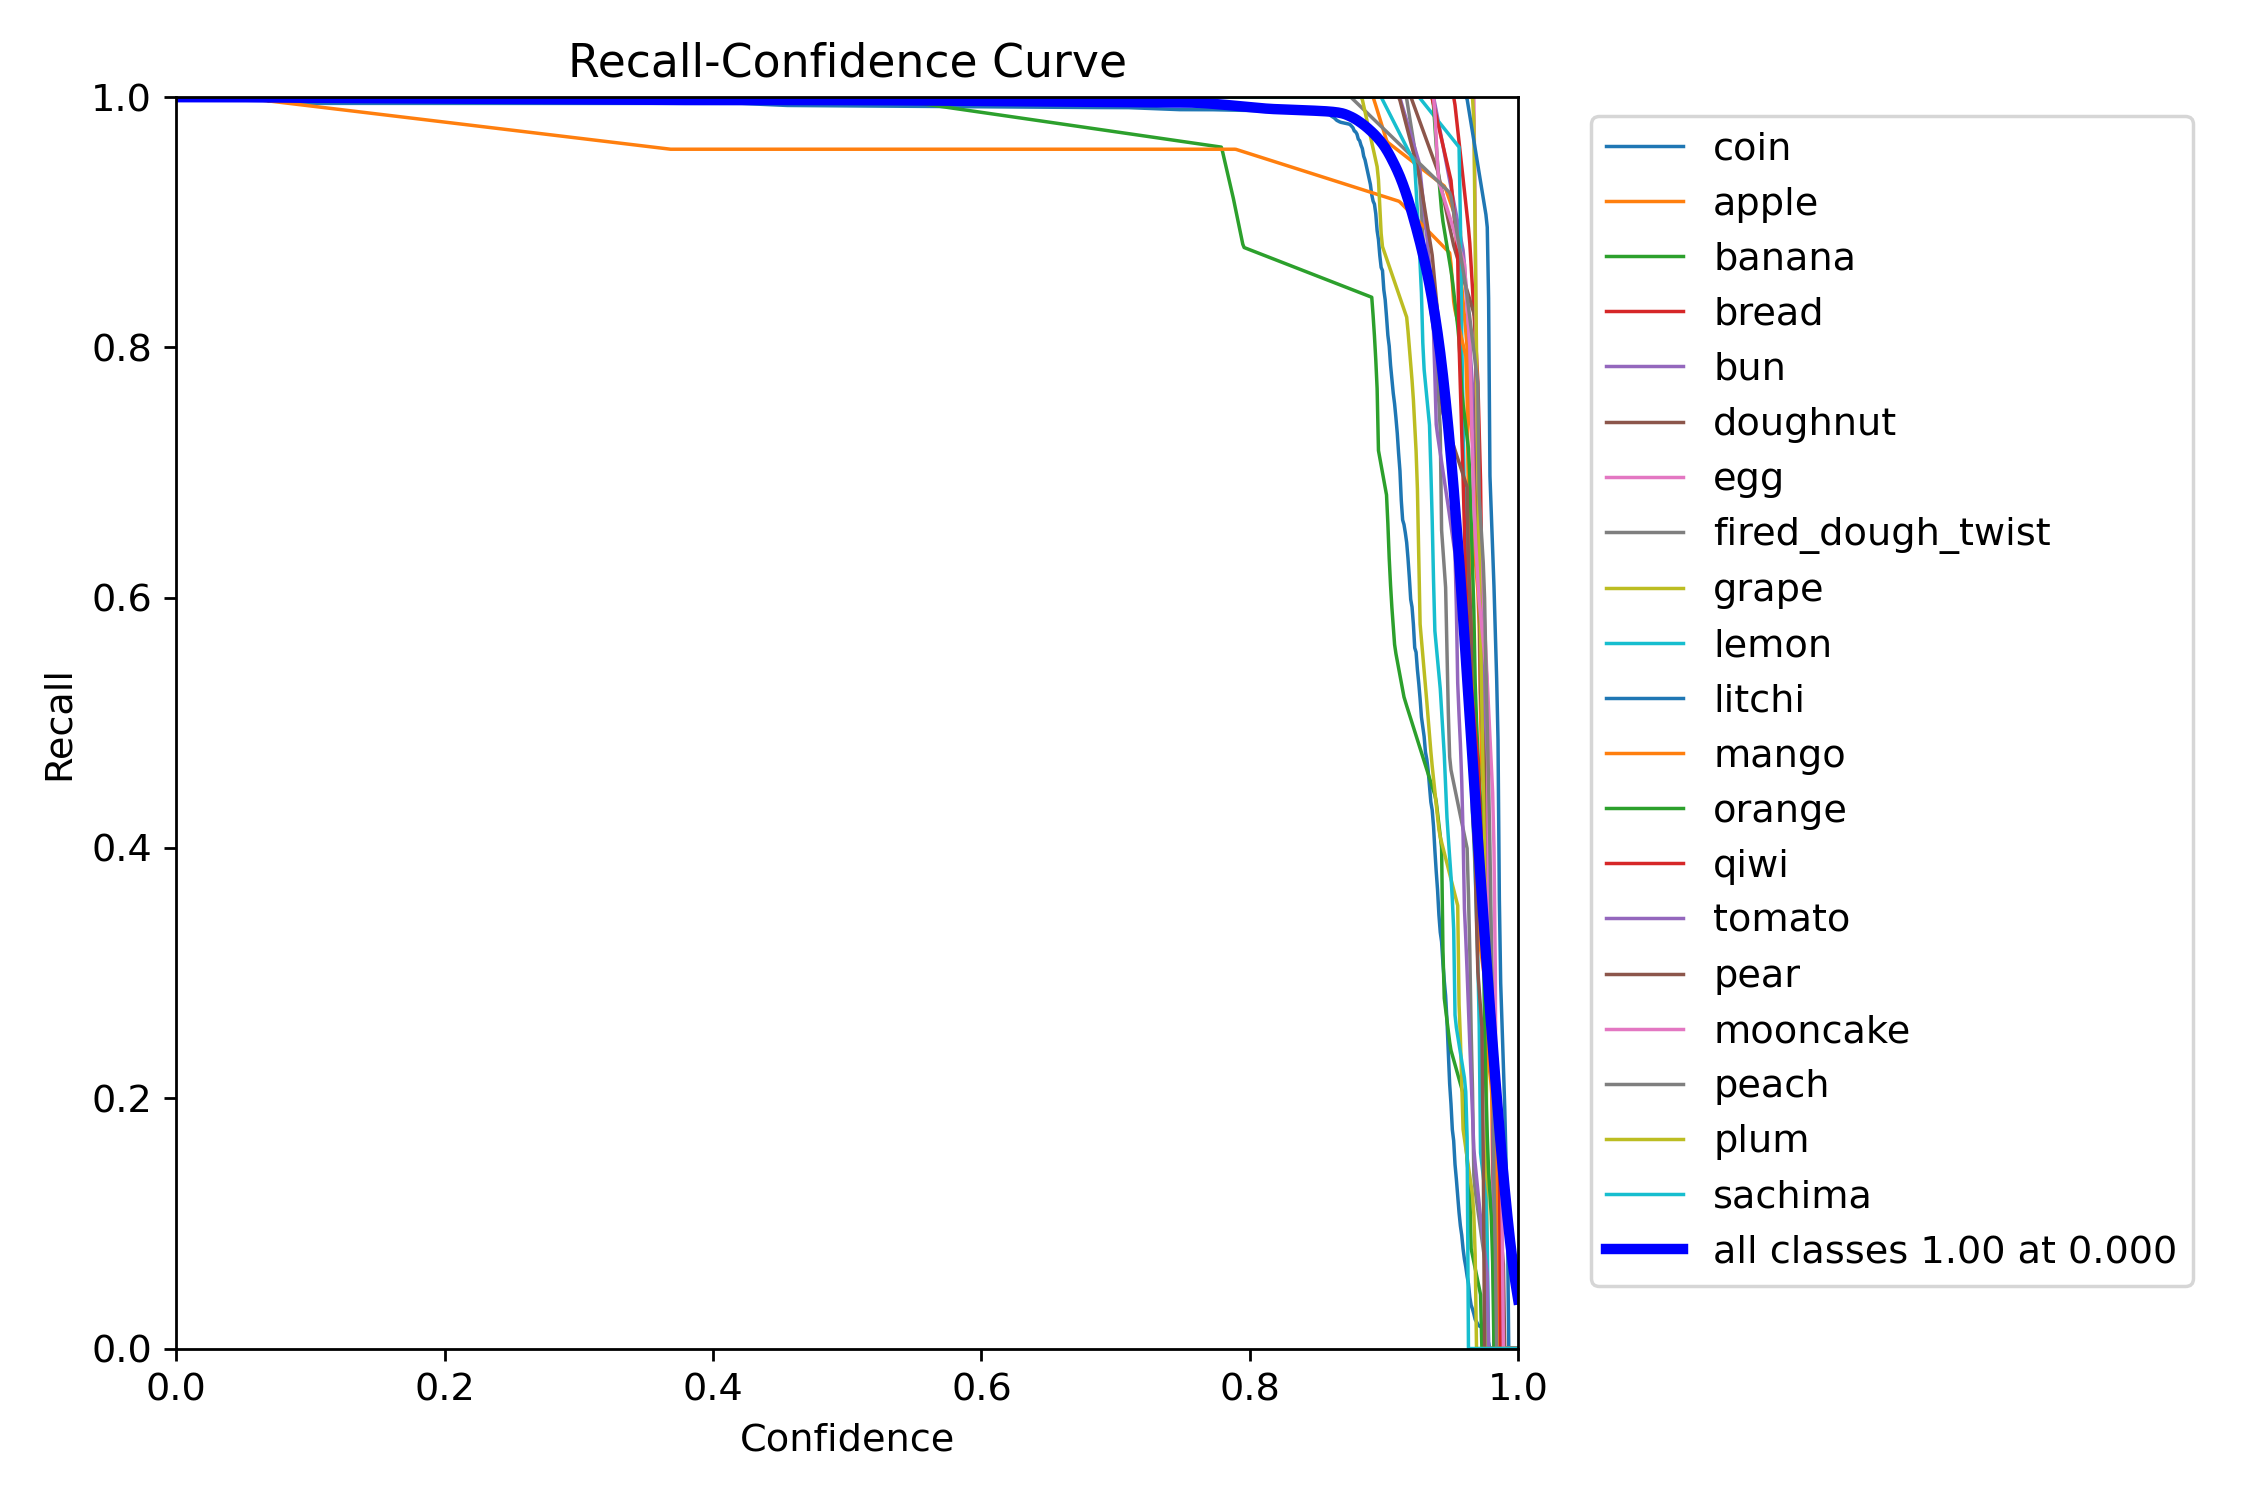 Recall-Confidence Curve
1.0
0.8
0.6
0.4
0.2
0.0
Recall
0.0 0.2 0.4 0.6 0.8 1.0
Confidence
coin
apple
banana
bread
bun
doughnut
egg
fired_dough_twist
grape
lemon
litchi
mango
orange
qiwi
tomato
pear
mooncake
peach
plum
sachima
all classes 1.00 at 0.000